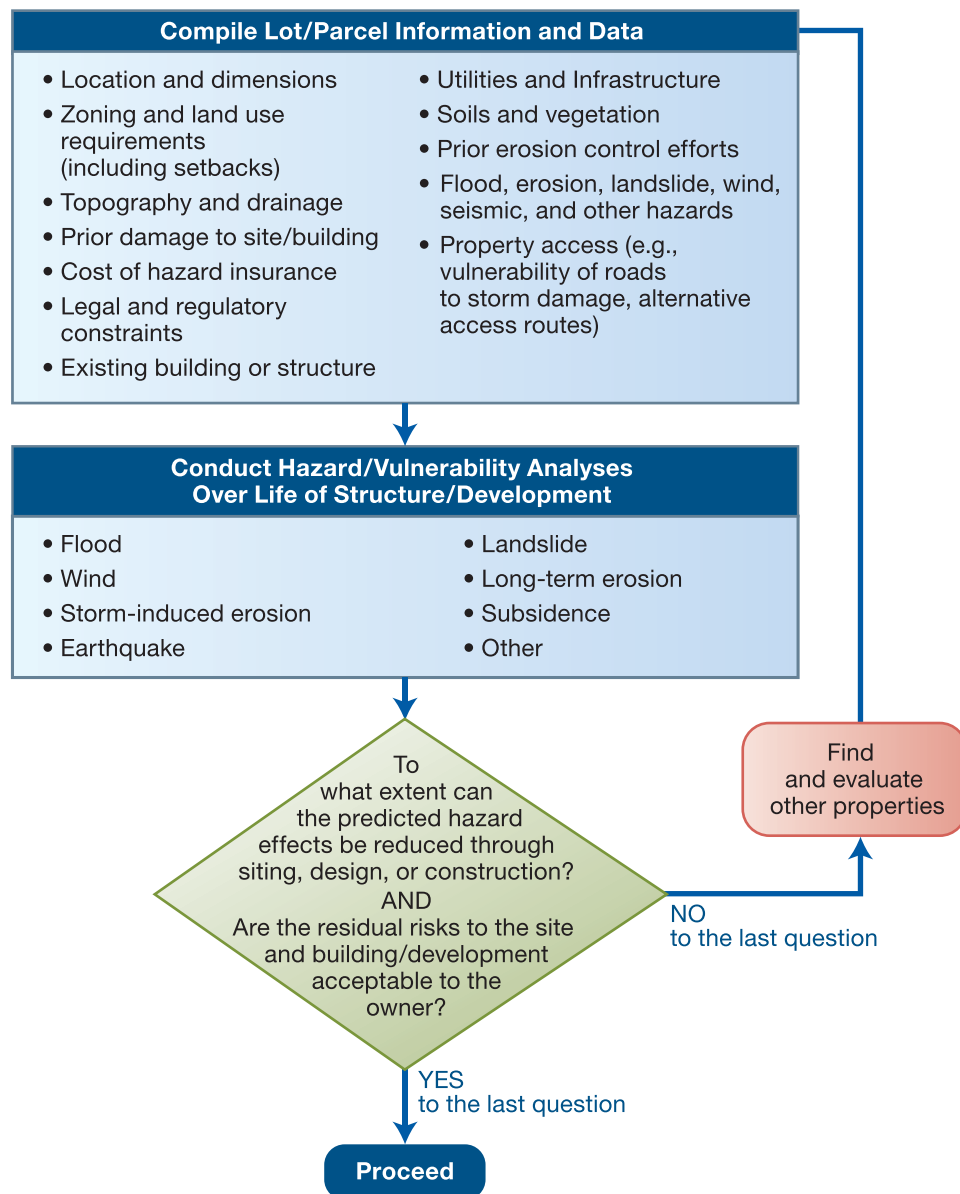 Compile Lot/Parcel Information and Data
• Location and dimensions
• Zoning and land use
requirements
(including setbacks)
• Topography and drainage
• Prior damage to site/building
• Cost of hazard insurance
• Legal and regulatory
constraints
• Existing building or structure
• Utilities and Infrastructure
• Soils and vegetation
• Prior erosion control efforts
• Flood, erosion, landslide, wind,
seismic, and other hazards
• Property access (e.g.,
vulnerability of roads
to storm damage, alternative
access routes)
Conduct Hazard/Vulnerability Analyses
Over Life of Structure/Development
• Flood
• Wind
• Storm-induced erosion
• Earthquake
• Landslide
• Long-term erosion
• Subsidence
• Other
To
what extent can
the predicted hazard
effects be reduced through
siting, design, or construction?
AND
Are the residual risks to the site
and building/development
acceptable to the
owner?
NO
to the last question
Find
and evaluate
other properties
YES
to the last question
Proceed